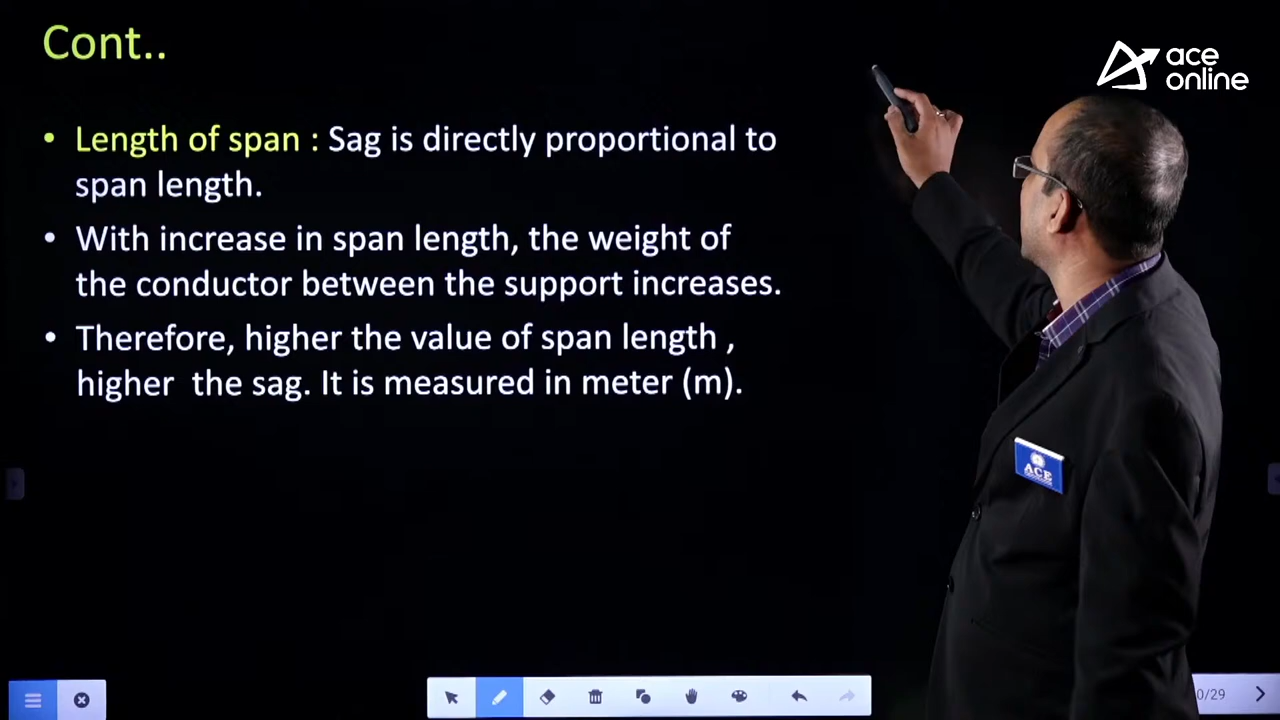 Cont..
ace
online
• Length of span : Sag is directly proportional to
span length.
• With increase in span length, the weight of
the conductor between the support increases.
• Therefore, higher the value of span length ,
higher  the sag. It is measured in meter (m).
ACE
0/29